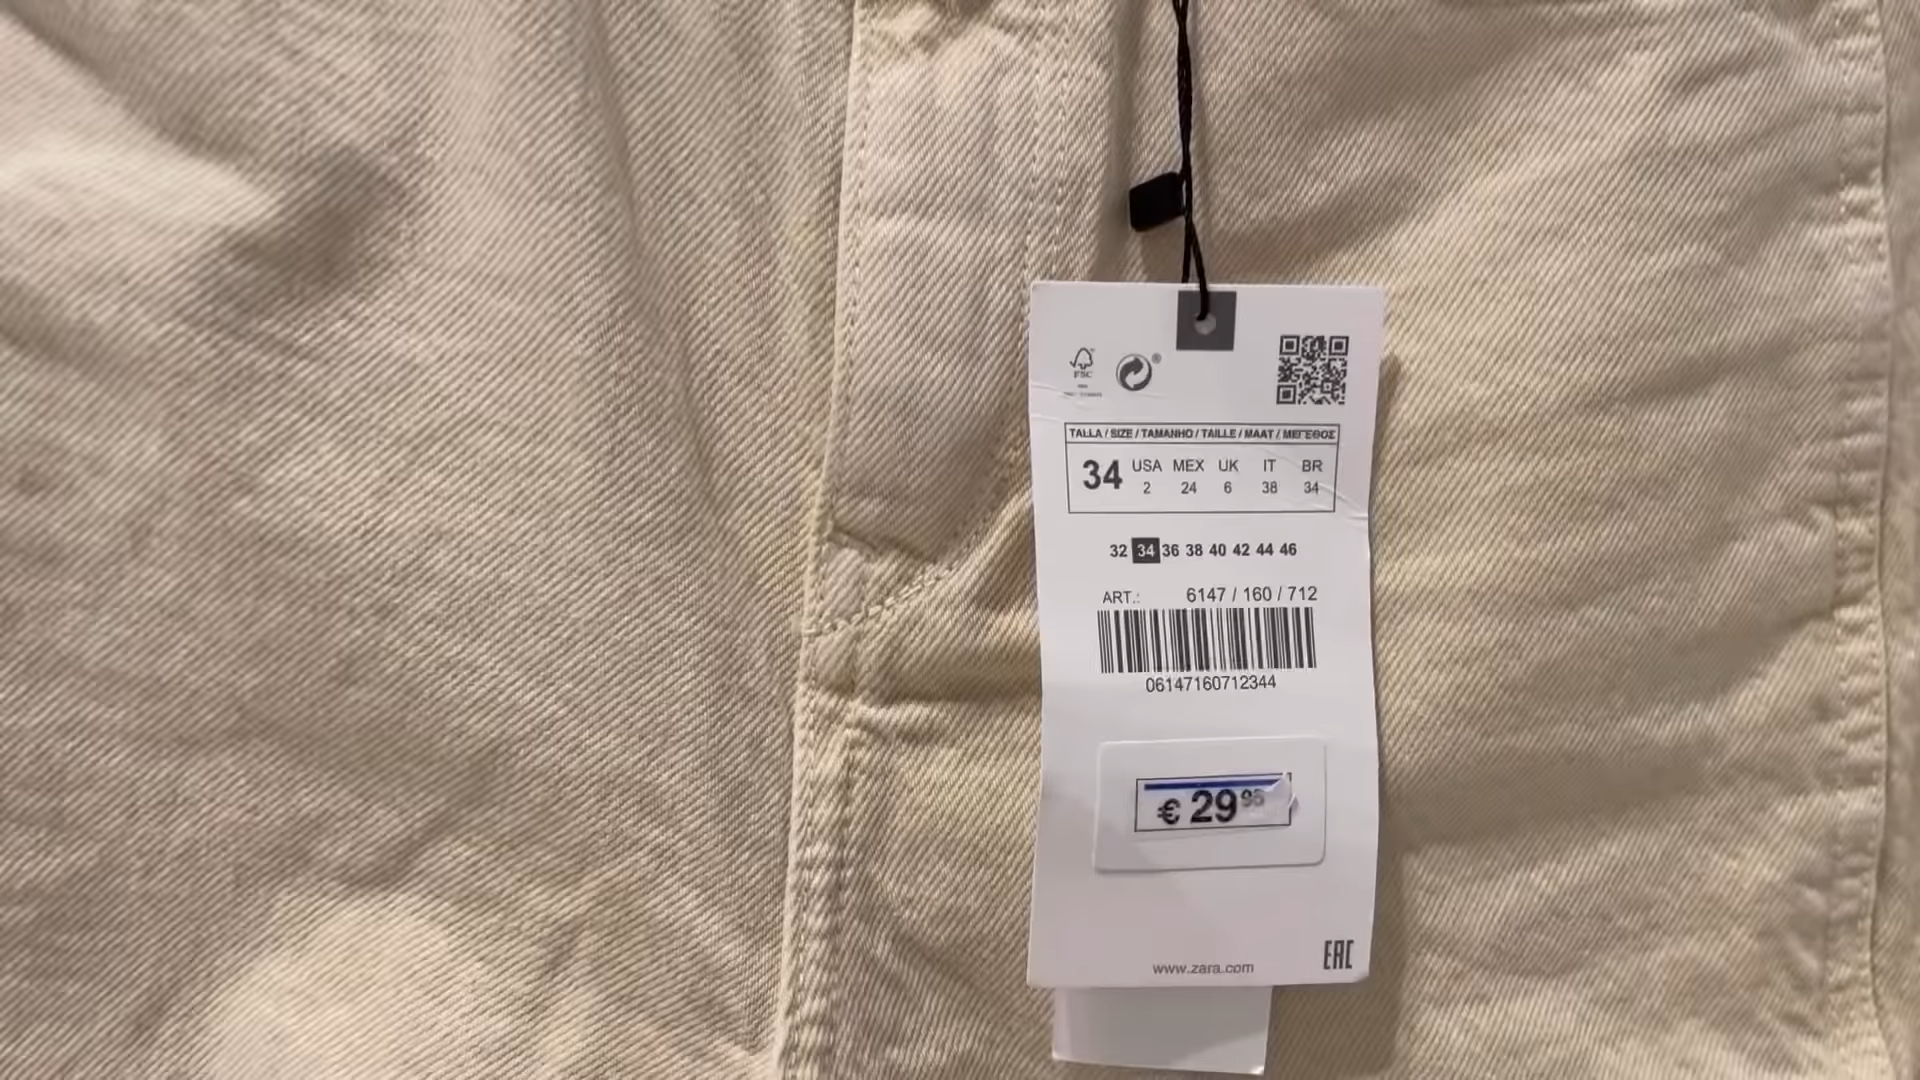 FSC
TALLA / SIZE / TAMANHO / TAILLE / MAAT / ΜΕΓΕΘΟΣ
34 USA MEX UK IT BR
2 24 6 38 34
32 34 36 38 40 42 44 46
ART.: 6147 / 160 / 712
06147160712344
€ 29 95
www.zara.com
EAC